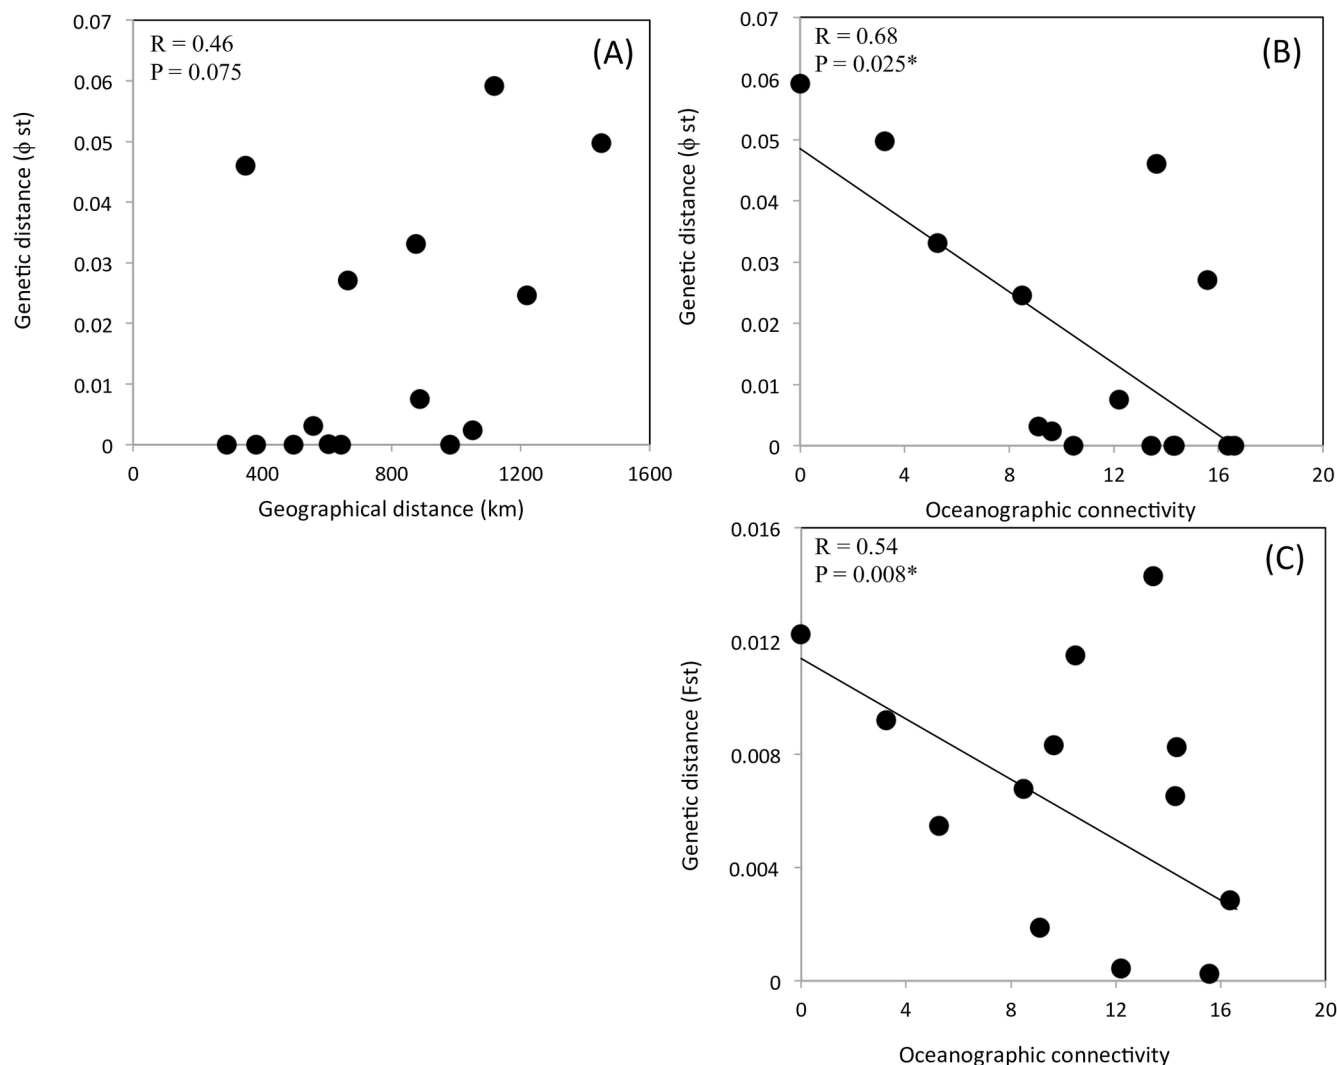 R = 0.46
P = 0.075
(A)
Genetic distance (ϕ st)
0.07
0.06
0.05
0.04
0.03
0.02
0.01
0
0 400 800 1200 1600
Geographical distance (km)
R = 0.68
P = 0.025*
(B)
Genetic distance (ϕ st)
0.07
0.06
0.05
0.04
0.03
0.02
0.01
0
0 4 8 12 16 20
Oceanographic connectivity
R = 0.54
P = 0.008*
(C)
Genetic distance (Fst)
0.016
0.012
0.008
0.004
0
0 4 8 12 16 20
Oceanographic connectivity